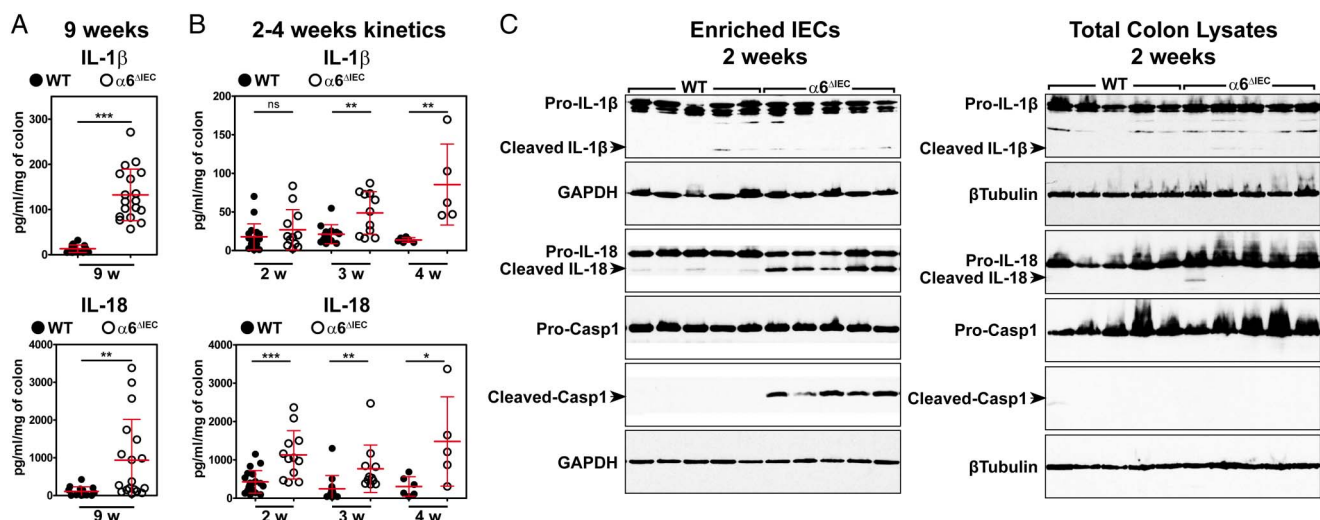 A
9 weeks
IL-1β
WT α6ΔIEC
pg/ml/mg of colon
300
200
100
0
***
9 w
IL-18
WT α6ΔIEC
pg/ml/mg of colon
4000
3000
2000
1000
0
**
9 w
B
2-4 weeks kinetics
IL-1β
WT α6ΔIEC
pg/ml/mg of colon
200
150
100
50
0
ns ** **
2 w 3 w 4 w
IL-18
WT α6ΔIEC
pg/ml/mg of colon
4000
3000
2000
1000
0
*** ** *
2 w 3 w 4 w
C
Enriched IECs
2 weeks
WT α6ΔIEC
Pro-IL-1β
Cleaved IL-1β
GAPDH
Pro-IL-18
Cleaved IL-18
Pro-Casp1
Cleaved-Casp1
GAPDH
Total Colon Lysates
2 weeks
WT α6ΔIEC
Pro-IL-1β
Cleaved IL-1β
βTubulin
Pro-IL-18
Cleaved IL-18
Pro-Casp1
Cleaved-Casp1
βTubulin